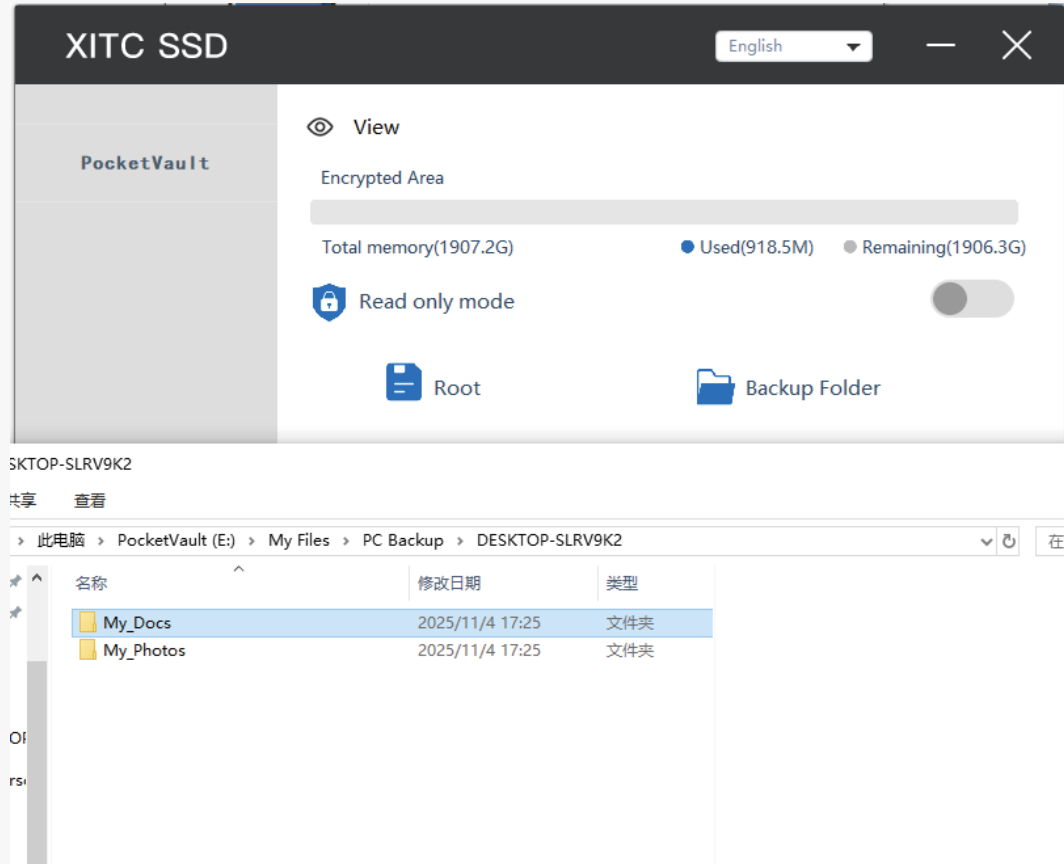 XITC SSD
English
PocketVault
View
Encrypted Area
Total memory(1907.2G)
Used(918.5M)
Remaining(1906.3G)
Read only mode
Root
Backup Folder
SKTOP-SLRV9K2
共享
查看
> 此电脑 > PocketVault (E:) > My Files > PC Backup > DESKTOP-SLRV9K2
在
名称
修改日期
类型
My_Docs
2025/11/4 17:25
文件夹
My_Photos
2025/11/4 17:25
文件夹